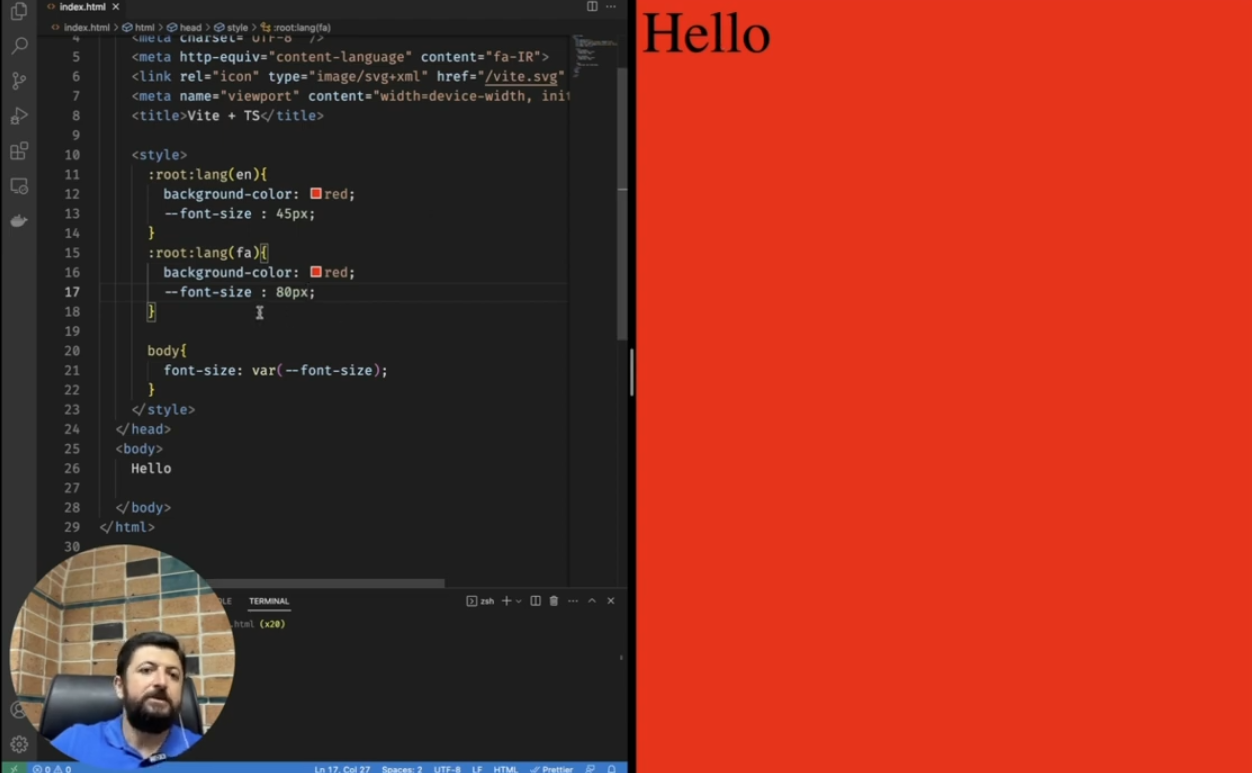 index.html
index.html > html > head > style > :root:lang(fa)
4 <meta charset="UTF-8" />
5 <meta http-equiv="content-language" content="fa-IR">
6 <link rel="icon" type="image/svg+xml" href="/vite.svg"
7 <meta name="viewport" content="width=device-width, init
8 <title>Vite + TS</title>
9
10 <style>
11 :root:lang(en){
12 background-color: red;
13 --font-size : 45px;
14 }
15 :root:lang(fa){
16 background-color: red;
17 --font-size : 80px;
18 }
19
20 body{
21 font-size: var(--font-size);
22 }
23 </style>
24 </head>
25 <body>
26 Hello
27
28 </body>
29 </html>
30
OLE TERMINAL
zsh
.html (x20)
0 0
Ln 17, Col 27 Spaces: 2 UTF-8 LF HTML Prettier
Hello